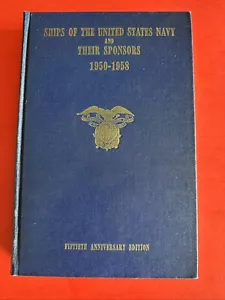 SHIPS OF THE UNITED STATES NAVY
AND
THEIR SPONSORS
1950-1958
FIFTIETH ANNIVERSARY EDITION